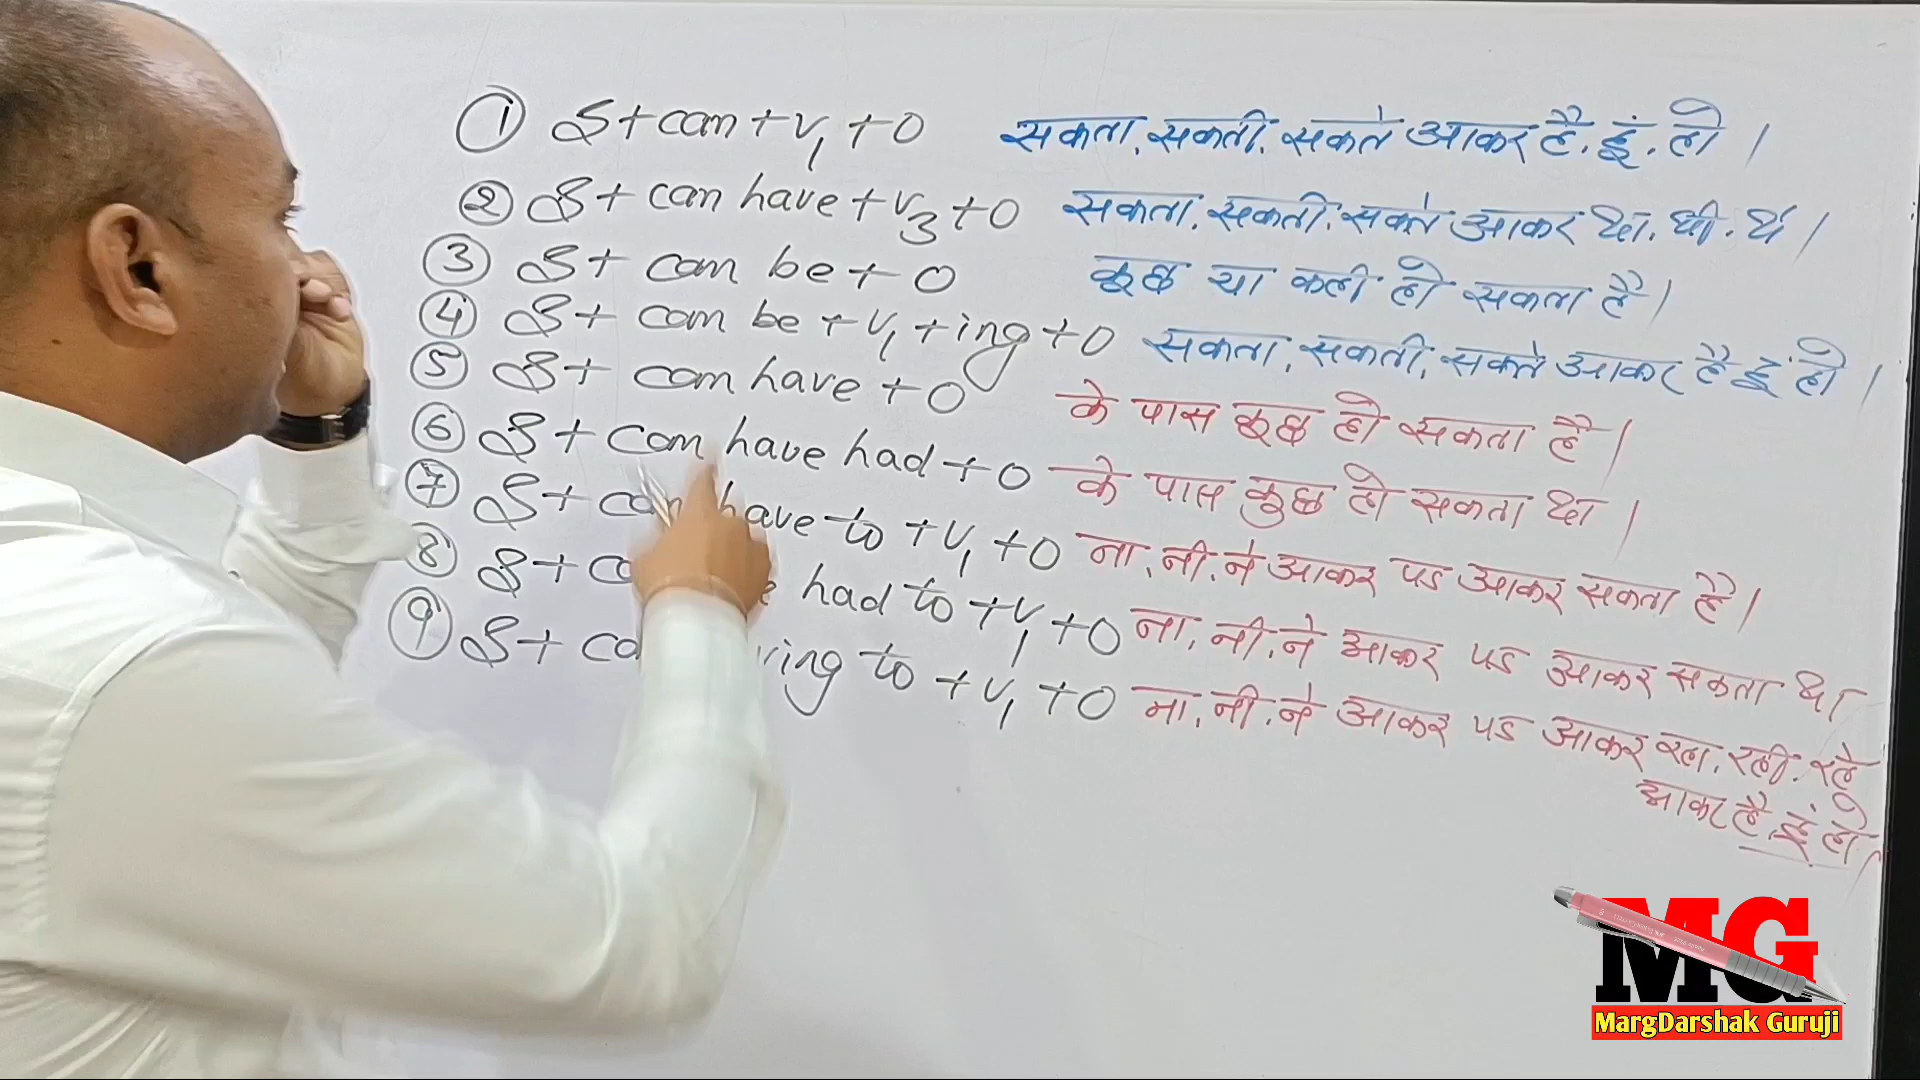 ① S+can+v1+O सकता, सकती, सकते आकर है, हूं, हो।
② S+ can have+v3+O सकता, सकती, सकते आकर था, थी, थे।
③ S+ can be+O कुछ या कही हो सकता है।
④ S+ can be+v1+ing+O सकता, सकती, सकते आकर है हूं हो।
⑤ S+ can have+O के पास कुछ हो सकता है।
⑥ S+ can have had+O के पास कुछ हो सकता था।
⑦ S+ can have to+v1+O ना, नी, ने आकर पड आकर सकता है।
⑧ S+ had to+v1+O ना, नी, ने आकर पड आकर सकता था
⑨ S+ to+v1+O ना, नी, ने आकर पड आकर रहा, रही, रहे
आकर है, हूं हो।
MG
MargDarshak Guruji